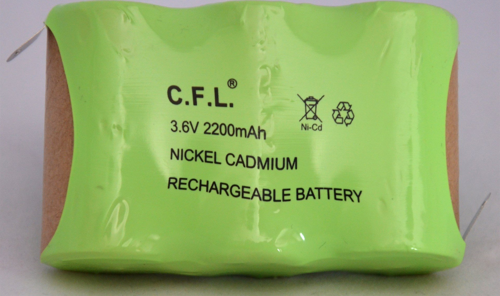 C.F.L.®
3.6V 2200mAh
Ni-Cd
NICKEL CADMIUM
RECHARGEABLE BATTERY